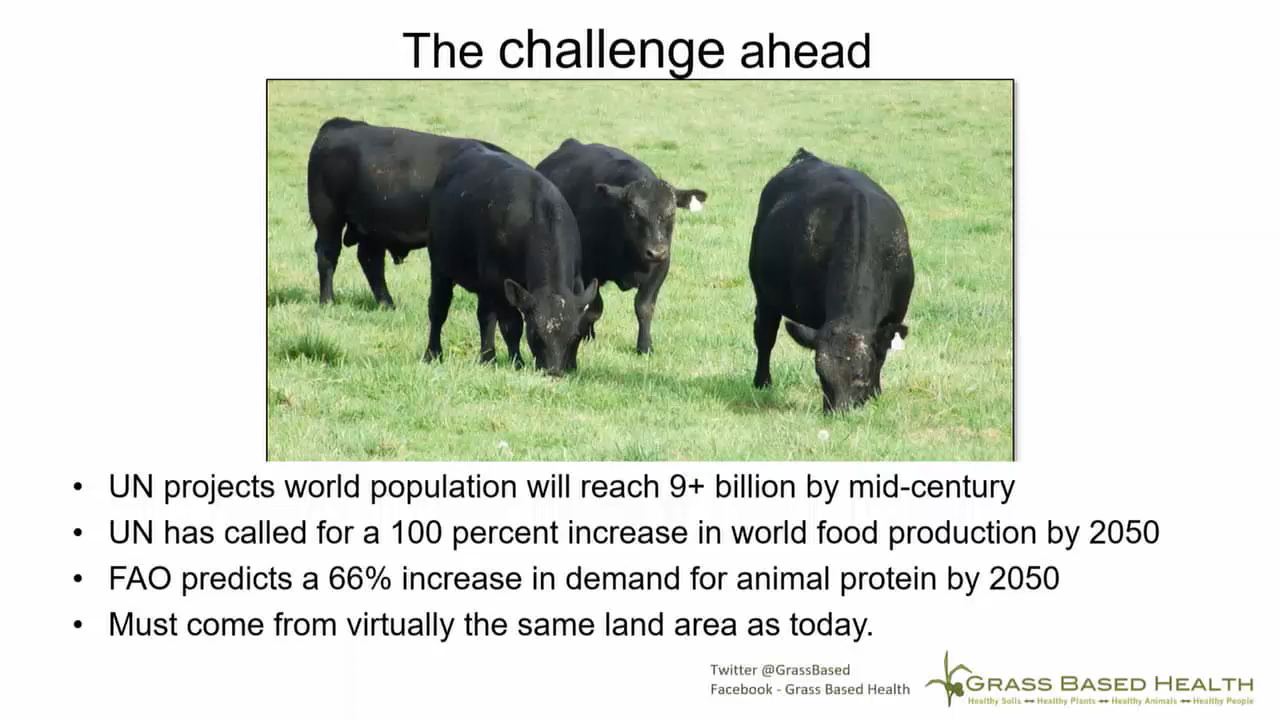 The challenge ahead
• UN projects world population will reach 9+ billion by mid-century
• UN has called for a 100 percent increase in world food production by 2050
• FAO predicts a 66% increase in demand for animal protein by 2050
• Must come from virtually the same land area as today.
Twitter @GrassBased
Facebook - Grass Based Health
GRASS BASED HEALTH
Healthy Soils ↔ Healthy Plants ↔ Healthy Animals ↔ Healthy People